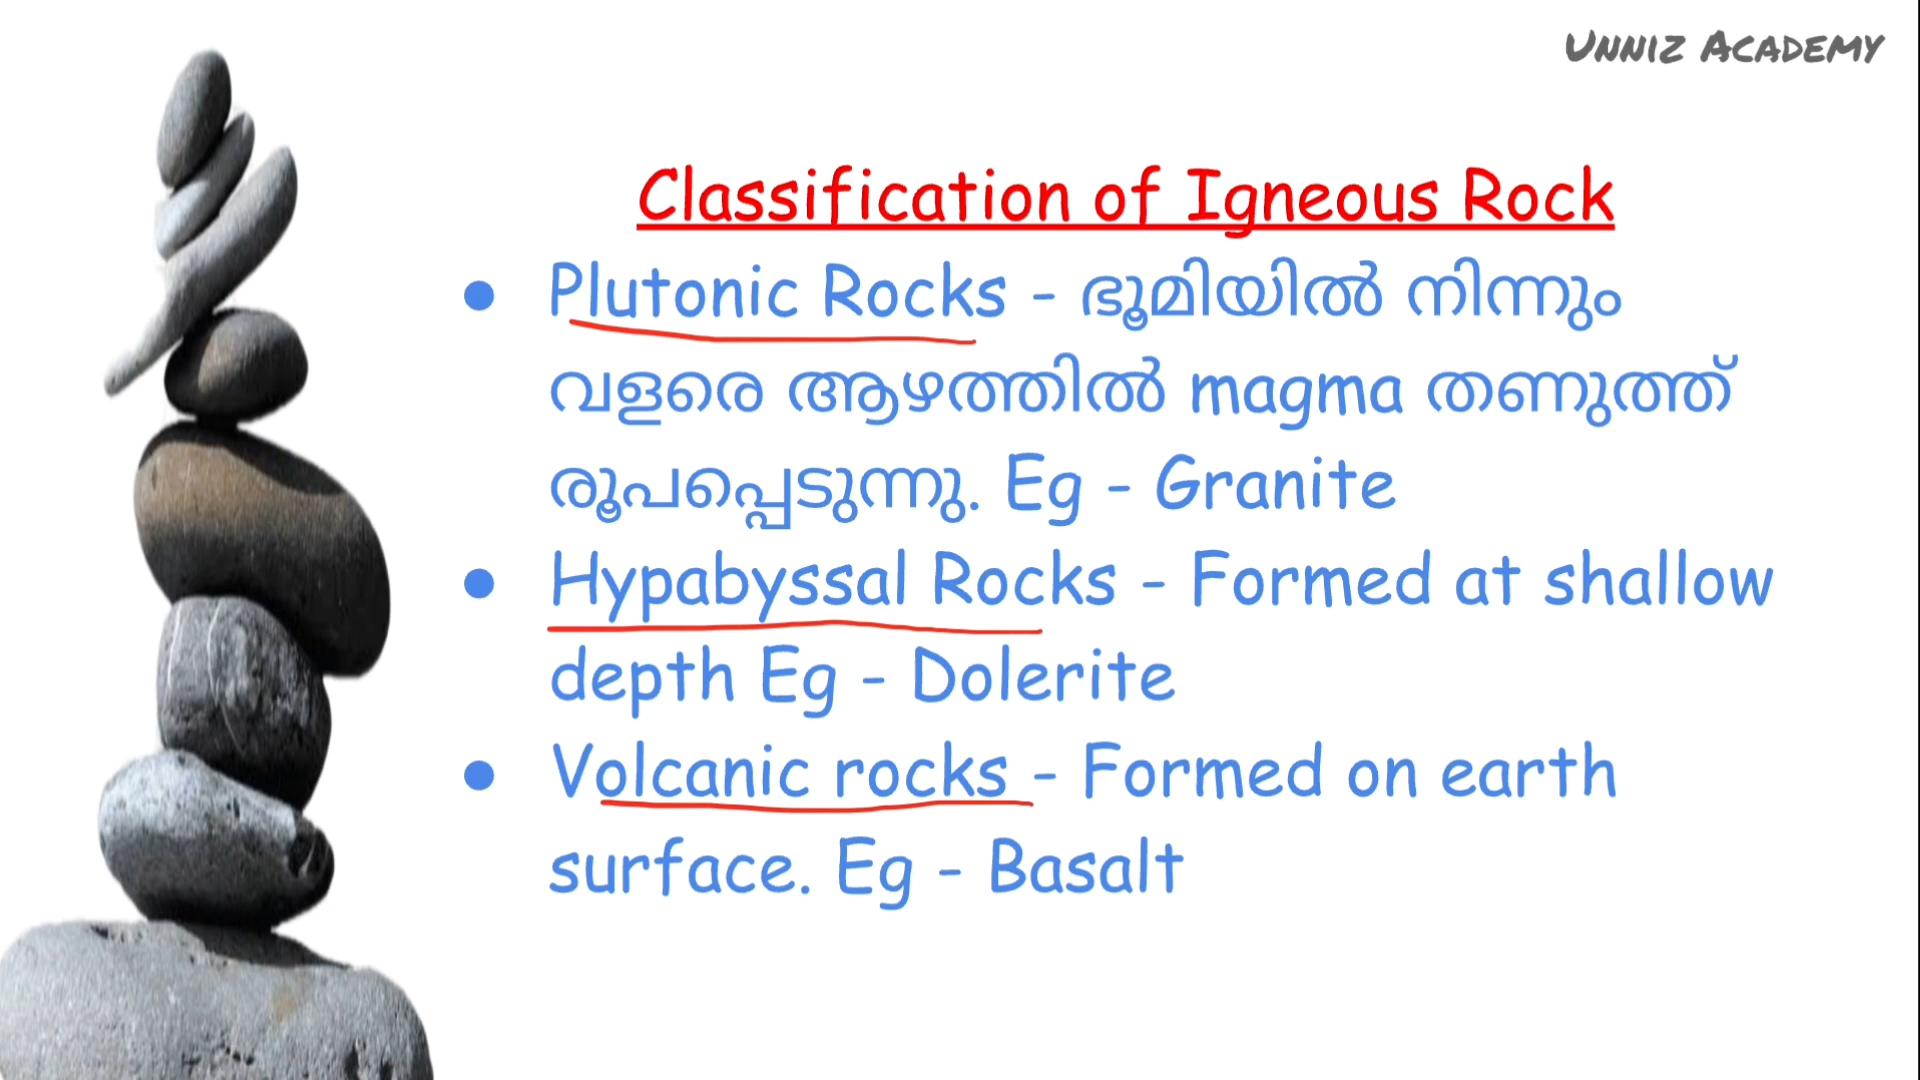 Unniz Academy
Classification of Igneous Rock
● Plutonic Rocks - ഭൂമിയിൽ നിന്നും
വളരെ ആഴത്തിൽ magma തണുത്ത്
രൂപപ്പെടുന്നു. Eg - Granite
● Hypabyssal Rocks - Formed at shallow
depth Eg - Dolerite
● Volcanic rocks - Formed on earth
surface. Eg - Basalt